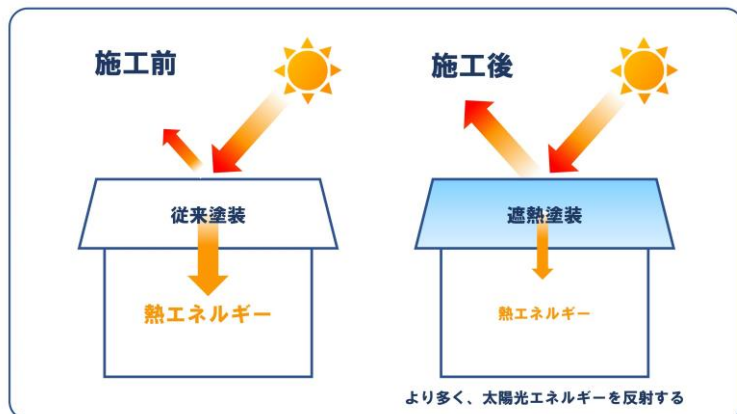 施工前
施工後
従来塗装
遮熱塗装
熱エネルギー
熱エネルギー
より多く、太陽光エネルギーを反射する